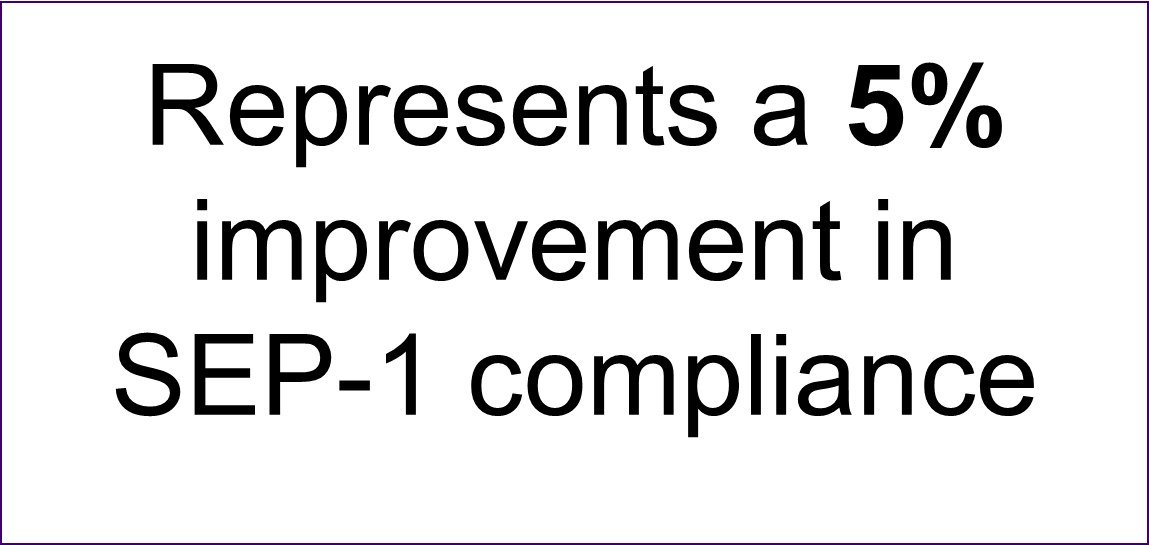 Represents a 5%
improvement in
SEP-1 compliance